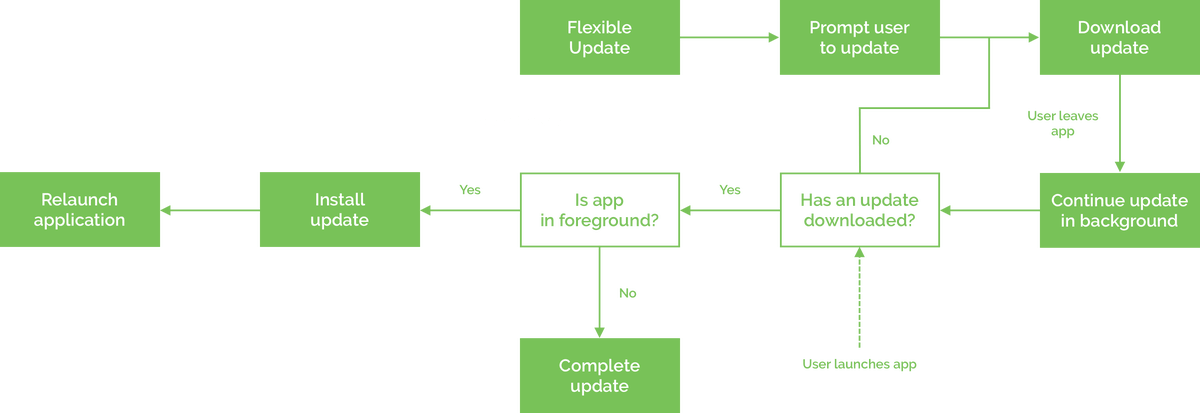 Flexible
Update
Prompt user
to update
Download
update
User leaves
app
No
Relaunch
application
Install
update
Yes
Is app
in foreground?
Yes
Has an update
downloaded?
Continue update
in background
No
User launches app
Complete
update